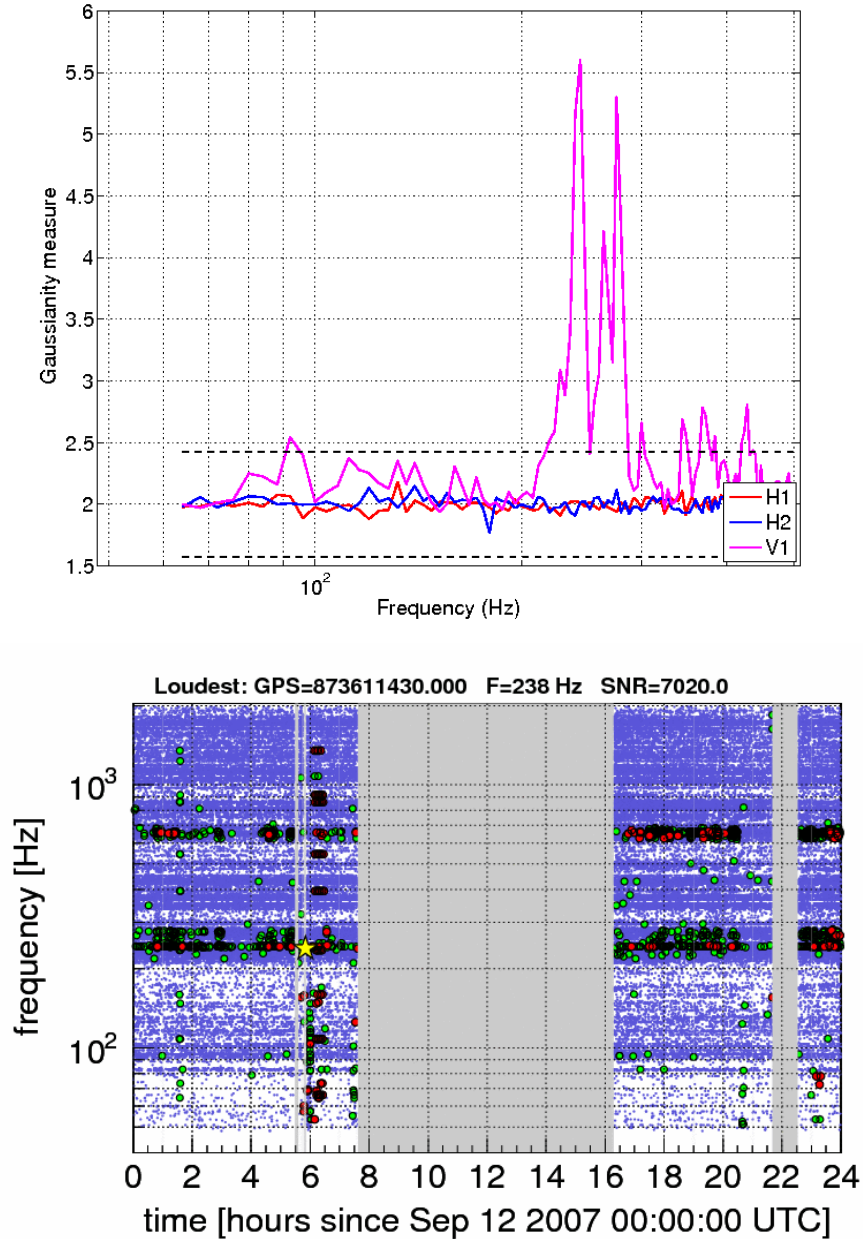 6
5.5
5
4.5
4
3.5
3
2.5
2
1.5
Gaussianity measure
10²
Frequency (Hz)
H1
H2
V1
Loudest: GPS=873611430.000 F=238 Hz SNR=7020.0
frequency [Hz]
10³
10²
0 2 4 6 8 10 12 14 16 18 20 22 24
time [hours since Sep 12 2007 00:00:00 UTC]